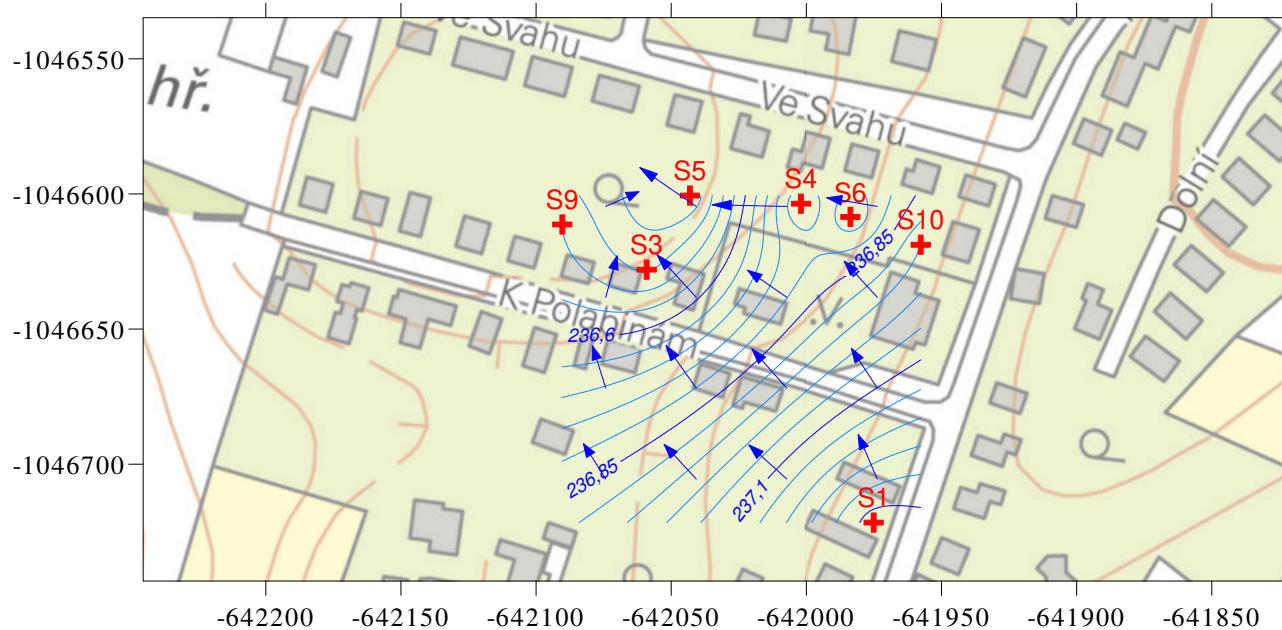 Ve Svahu
-1046550
hř.
Ve Svahu
Dolní
-1046600
S5
S4
S6
S9
S10
S3
236,85
K Polabinám
.V.
-1046650
236,6
-1046700
236,85
237,1
S1
-642200
-642150
-642100
-642050
-642000
-641950
-641900
-641850